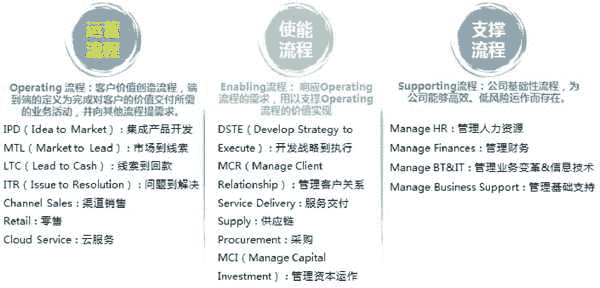 运营
流程
Operating 流程：客户价值创造流程，端
到端的定义为完成对客户的价值交付所需
的业务活动，并向其他流程提需求。
IPD（Idea to Market）：集成产品开发
MTL（Market to Lead）：市场到线索
LTC（Lead to Cash）：线索到回款
ITR（Issue to Resolution）：问题到解决
Channel Sales：渠道销售
Retail：零售
Cloud Service：云服务
使能
流程
Enabling流程： 响应Operating
流程的需求，用以支撑Operating
流程的价值实现
DSTE（Develop Strategy to
Execute）：开发战略到执行
MCR（Manage Client
Relationship）：管理客户关系
Service Delivery：服务交付
Supply：供应链
Procurement：采购
MCI（Manage Capital
Investment）：管理资本运作
支撑
流程
Supporting流程：公司基础性流程，为
公司能够高效、低风险运作而存在。
Manage HR：管理人力资源
Manage Finances：管理财务
Manage BT&IT：管理业务变革&信息技术
Manage Business Support：管理基础支持